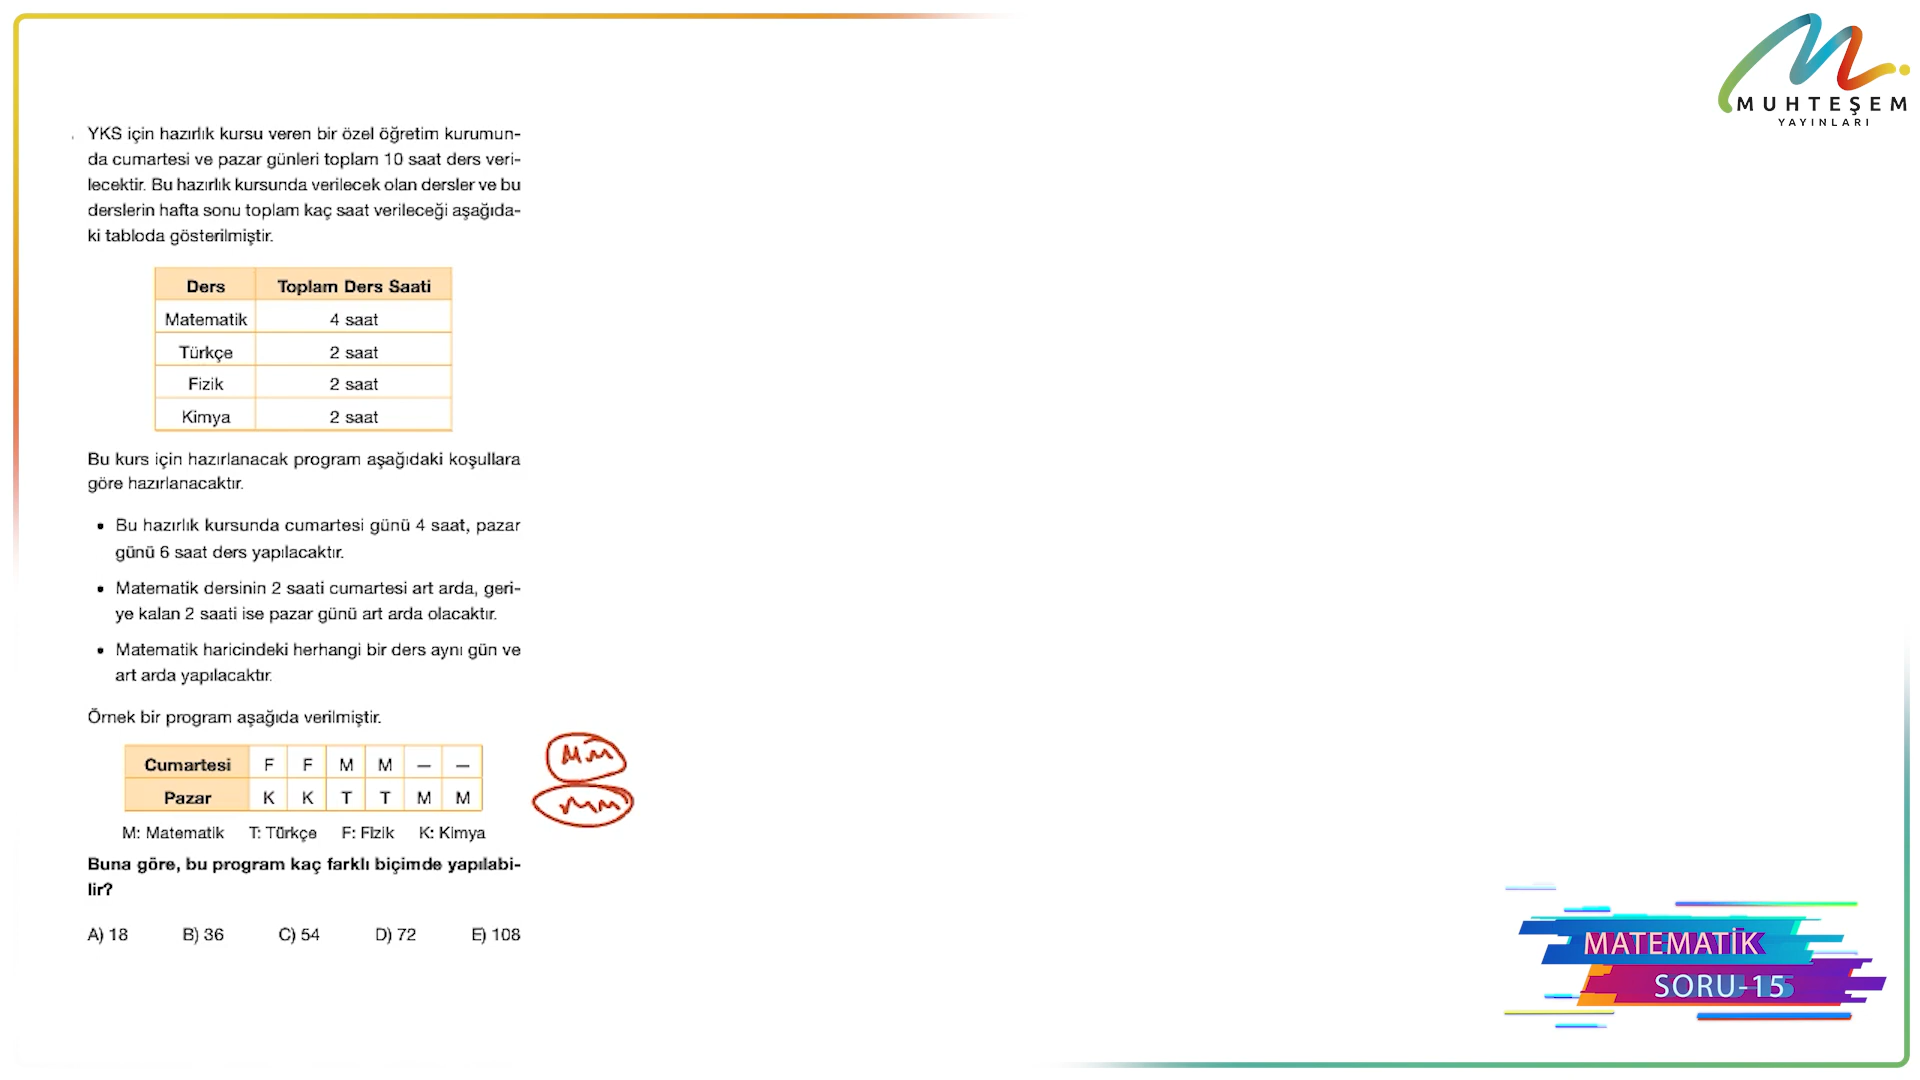 MUHTEŞEM
YAYINLARI
YKS için hazırlık kursu veren bir özel öğretim kurumun-
da cumartesi ve pazar günleri toplam 10 saat ders veri-
lecektir. Bu hazırlık kursunda verilecek olan dersler ve bu
derslerin hafta sonu toplam kaç saat verileceği aşağıda-
ki tabloda gösterilmiştir.
Ders Toplam Ders Saati
Matematik 4 saat
Türkçe 2 saat
Fizik 2 saat
Kimya 2 saat
Bu kurs için hazırlanacak program aşağıdaki koşullara
göre hazırlanacaktır.
• Bu hazırlık kursunda cumartesi günü 4 saat, pazar
günü 6 saat ders yapılacaktır.
• Matematik dersinin 2 saati cumartesi art arda, geri-
ye kalan 2 saati ise pazar günü art arda olacaktır.
• Matematik haricindeki herhangi bir ders aynı gün ve
art arda yapılacaktır.
Örnek bir program aşağıda verilmiştir.
Cumartesi F F M M — —
Pazar K K T T M M
MM
MM
M: Matematik T: Türkçe F: Fizik K: Kimya
Buna göre, bu program kaç farklı biçimde yapılabi-
lir?
A) 18 B) 36 C) 54 D) 72 E) 108
MATEMATİK
SORU-15